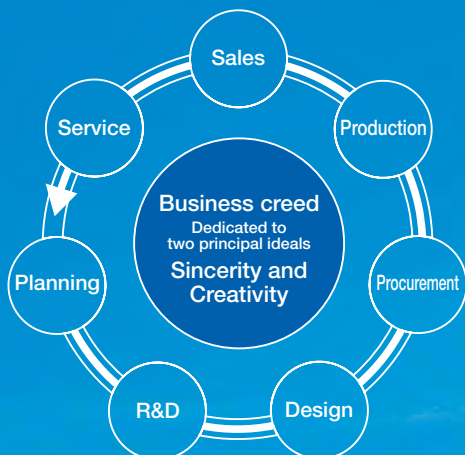 Sales
Service
Production
Business creed
Dedicated to
two principal ideals
Sincerity and
Creativity
Planning
Procurement
R&D
Design